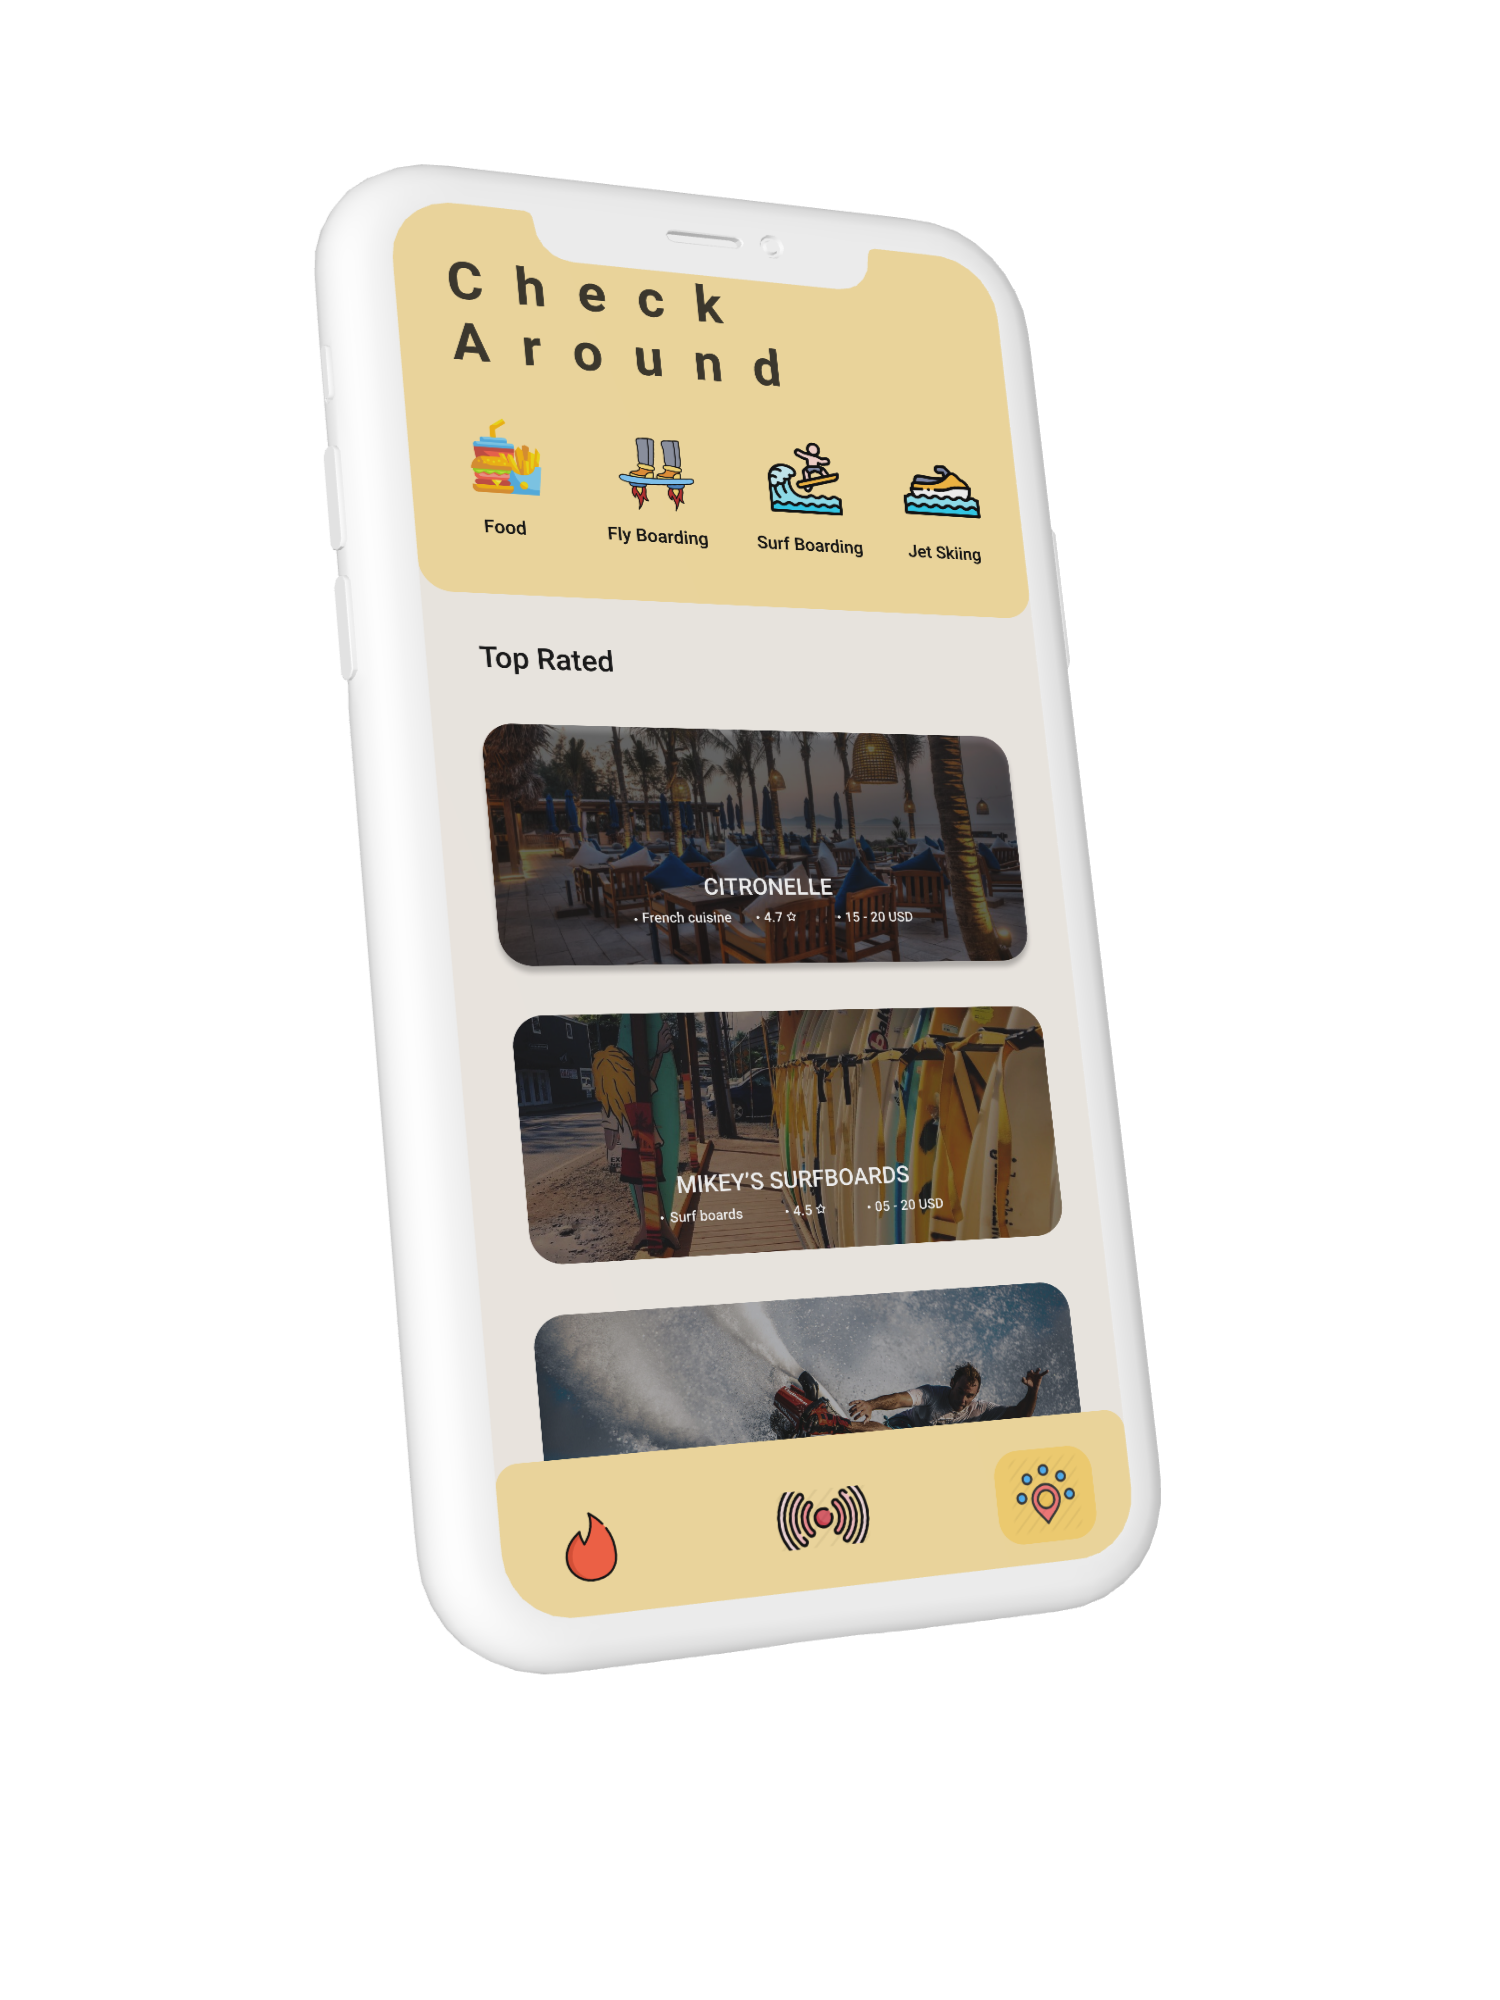 Check
Around
Food
Fly Boarding
Surf Boarding
Jet Skiing
Top Rated
CITRONELLE
• French cuisine • 4.7 ☆ • 15 - 20 USD
MIKEY'S SURFBOARDS
• Surf boards • 4.5 ☆ • 05 - 20 USD